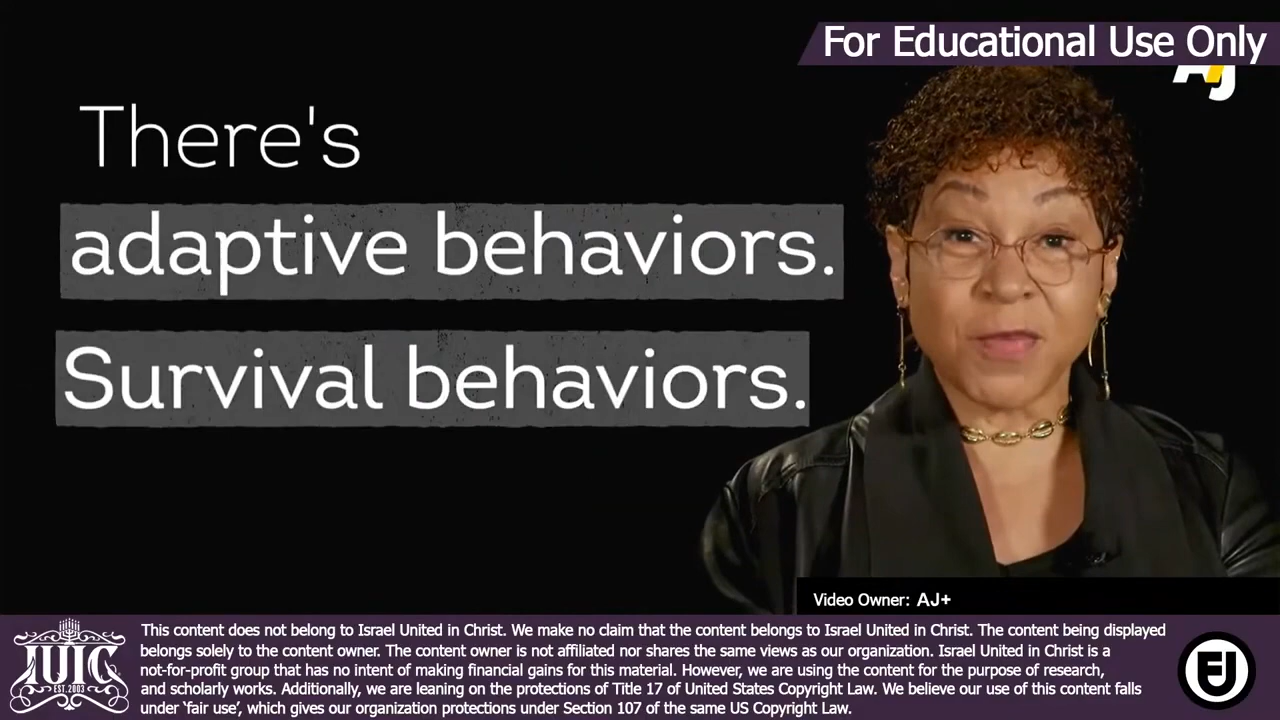 For Educational Use Only
AJ
There's
adaptive behaviors.
Survival behaviors.
Video Owner: AJ+
This content does not belong to Israel United in Christ. We make no claim that the content belongs to Israel United in Christ. The content being displayed
belongs solely to the content owner. The content owner is not affiliated nor shares the same views as our organization. Israel United in Christ is a
not-for-profit group that has no intent of making financial gains for this material. However, we are using the content for the purpose of research,
and scholarly works. Additionally, we are leaning on the protections of Title 17 of United States Copyright Law. We believe our use of this content falls
under ‘fair use’, which gives our organization protections under Section 107 of the same US Copyright Law.
IUIC
EST. 2003